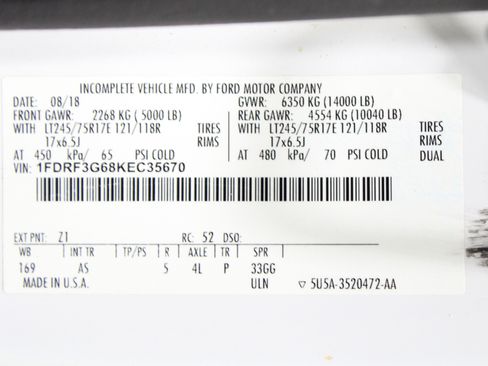 INCOMPLETE VEHICLE MFD. BY FORD MOTOR COMPANY
DATE: 08/18 GVWR: 6350 KG (14000 LB)
FRONT GAWR: 2268 KG (5000 LB) REAR GAWR: 4554 KG (10040 LB)
WITH LT245/75R17E 121/118R TIRES WITH LT245/75R17E 121/118R TIRES
17x6.5J RIMS 17x6.5J RIMS
AT 450 kPa/ 65 PSI COLD AT 480 kPa/ 70 PSI COLD DUAL
VIN: 1FDRF3G68KEC35670
EXT PNT: Z1 RC: 52 DSO:
WB INT TR TP/PS R AXLE TR SPR
169 AS 5 4L P 33GG
MADE IN U.S.A. ULN ▽ 5U5A-3520472-AA